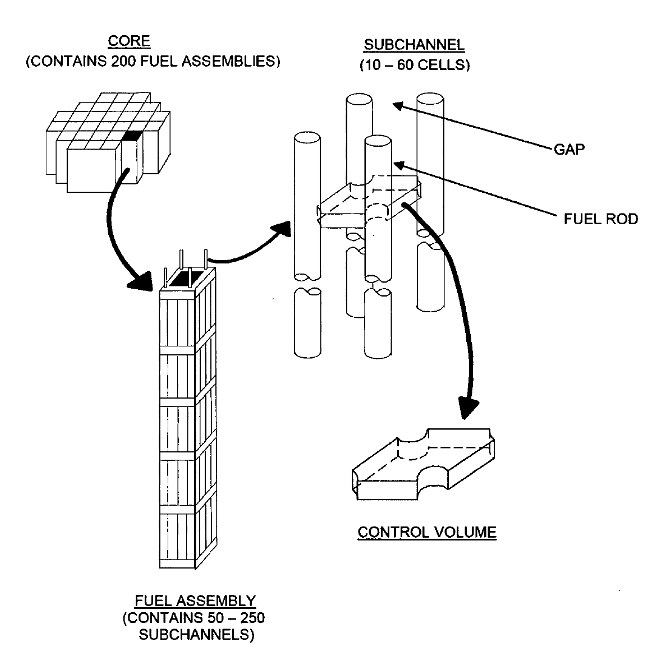 CORE
(CONTAINS 200 FUEL ASSEMBLIES)
SUBCHANNEL
(10 – 60 CELLS)
GAP
FUEL ROD
CONTROL VOLUME
FUEL ASSEMBLY
(CONTAINS 50 – 250
SUBCHANNELS)